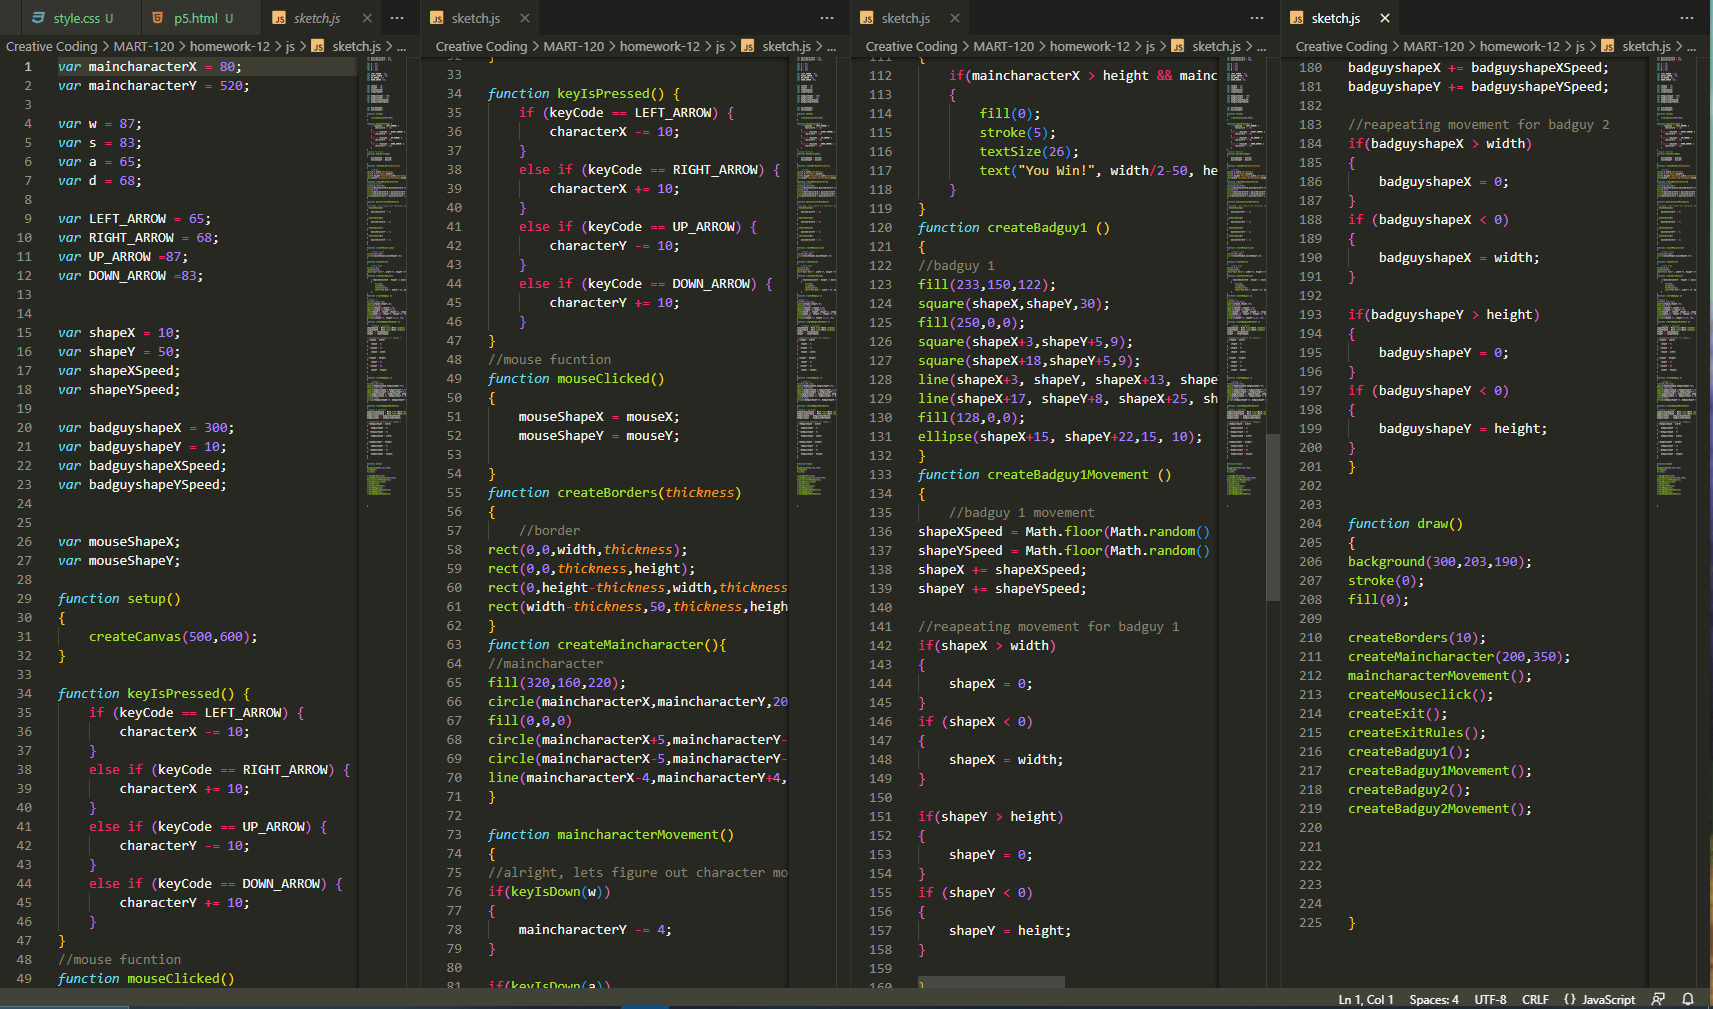 style.css U
p5.html U
sketch.js
Creative Coding > MART-120 > homework-12 > js > sketch.js > ...
1 var maincharacterX = 80;
2 var maincharacterY = 520;
3
4 var w = 87;
5 var s = 83;
6 var a = 65;
7 var d = 68;
8
9 var LEFT_ARROW = 65;
10 var RIGHT_ARROW = 68;
11 var UP_ARROW =87;
12 var DOWN_ARROW =83;
13
14
15 var shapeX = 10;
16 var shapeY = 50;
17 var shapeXSpeed;
18 var shapeYSpeed;
19
20 var badguyshapeX = 300;
21 var badguyshapeY = 10;
22 var badguyshapeXSpeed;
23 var badguyshapeYSpeed;
24
25
26 var mouseShapeX;
27 var mouseShapeY;
28
29 function setup()
30 {
31 createCanvas(500,600);
32 }
33
34 function keyIsPressed() {
35 if (keyCode == LEFT_ARROW) {
36 characterX -= 10;
37 }
38 else if (keyCode == RIGHT_ARROW) {
39 characterX += 10;
40 }
41 else if (keyCode == UP_ARROW) {
42 characterY -= 10;
43 }
44 else if (keyCode == DOWN_ARROW) {
45 characterY += 10;
46 }
47 }
48 //mouse fucntion
49 function mouseClicked()
sketch.js
Creative Coding > MART-120 > homework-12 > js > sketch.js > ...
32 }
33
34 function keyIsPressed() {
35 if (keyCode == LEFT_ARROW) {
36 characterX -= 10;
37 }
38 else if (keyCode == RIGHT_ARROW) {
39 characterX += 10;
40 }
41 else if (keyCode == UP_ARROW) {
42 characterY -= 10;
43 }
44 else if (keyCode == DOWN_ARROW) {
45 characterY += 10;
46 }
47 }
48 //mouse fucntion
49 function mouseClicked()
50 {
51 mouseShapeX = mouseX;
52 mouseShapeY = mouseY;
53
54 }
55 function createBorders(thickness)
56 {
57 //border
58 rect(0,0,width,thickness);
59 rect(0,0,thickness,height);
60 rect(0,height-thickness,width,thickness
61 rect(width-thickness,50,thickness,heigh
62 }
63 function createMaincharacter(){
64 //maincharacter
65 fill(320,160,220);
66 circle(maincharacterX,maincharacterY,20
67 fill(0,0,0)
68 circle(maincharacterX+5,maincharacterY-
69 circle(maincharacterX-5,maincharacterY-
70 line(maincharacterX-4,maincharacterY+4,
71 }
72
73 function maincharacterMovement()
74 {
75 //alright, lets figure out character mo
76 if(keyIsDown(w))
77 {
78 maincharacterY -= 4;
79 }
80
81 if(keyIsDown(a))
sketch.js
Creative Coding > MART-120 > homework-12 > js > sketch.js > ...
111 {
112 if(maincharacterX > height && mainc
113 {
114 fill(0);
115 stroke(5);
116 textSize(26);
117 text("You Win!", width/2-50, he
118 }
119 }
120 function createBadguy1 ()
121 {
122 //badguy 1
123 fill(233,150,122);
124 square(shapeX,shapeY,30);
125 fill(250,0,0);
126 square(shapeX+3,shapeY+5,9);
127 square(shapeX+18,shapeY+5,9);
128 line(shapeX+3, shapeY, shapeX+13, shape
129 line(shapeX+17, shapeY+8, shapeX+25, sh
130 fill(128,0,0);
131 ellipse(shapeX+15, shapeY+22,15, 10);
132 }
133 function createBadguy1Movement ()
134 {
135 //badguy 1 movement
136 shapeXSpeed = Math.floor(Math.random()
137 shapeYSpeed = Math.floor(Math.random()
138 shapeX += shapeXSpeed;
139 shapeY += shapeYSpeed;
140
141 //reapeating movement for badguy 1
142 if(shapeX > width)
143 {
144 shapeX = 0;
145 }
146 if (shapeX < 0)
147 {
148 shapeX = width;
149 }
150
151 if(shapeY > height)
152 {
153 shapeY = 0;
154 }
155 if (shapeY < 0)
156 {
157 shapeY = height;
158 }
159
160 }
sketch.js
Creative Coding > MART-120 > homework-12 > js > sketch.js > ...
180 badguyshapeX += badguyshapeXSpeed;
181 badguyshapeY += badguyshapeYSpeed;
182
183 //reapeating movement for badguy 2
184 if(badguyshapeX > width)
185 {
186 badguyshapeX = 0;
187 }
188 if (badguyshapeX < 0)
189 {
190 badguyshapeX = width;
191 }
192
193 if(badguyshapeY > height)
194 {
195 badguyshapeY = 0;
196 }
197 if (badguyshapeY < 0)
198 {
199 badguyshapeY = height;
200 }
201 }
202
203
204 function draw()
205 {
206 background(300,203,190);
207 stroke(0);
208 fill(0);
209
210 createBorders(10);
211 createMaincharacter(200,350);
212 maincharacterMovement();
213 createMouseclick();
214 createExit();
215 createExitRules();
216 createBadguy1();
217 createBadguy1Movement();
218 createBadguy2();
219 createBadguy2Movement();
220
221
222
223
224
225 }
Ln 1, Col 1 Spaces: 4 UTF-8 CRLF {} JavaScript